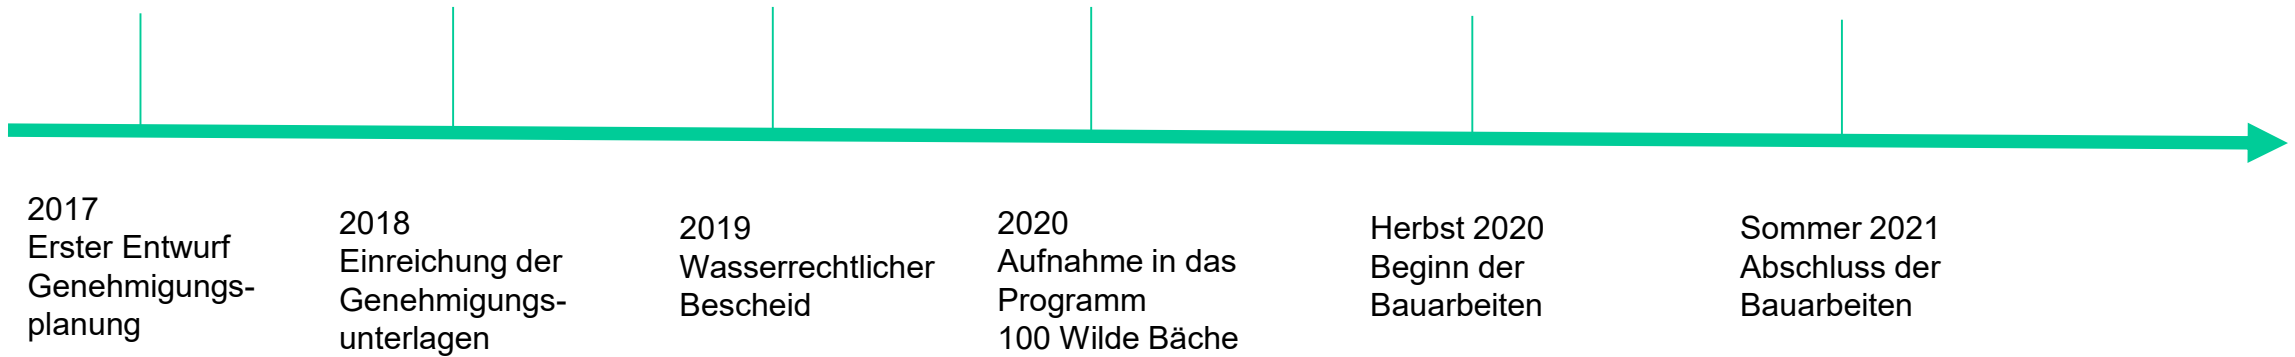 2017
Erster Entwurf
Genehmigungs-
planung
2018
Einreichung der
Genehmigungs-
unterlagen
2019
Wasserrechtlicher
Bescheid
2020
Aufnahme in das
Programm
100 Wilde Bäche
Herbst 2020
Beginn der
Bauarbeiten
Sommer 2021
Abschluss der
Bauarbeiten